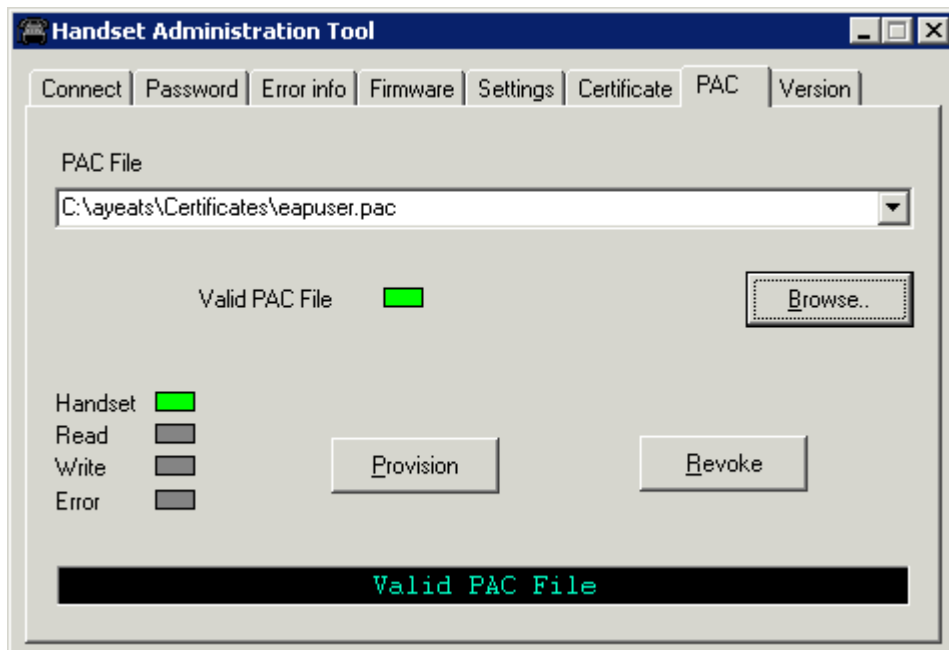 Handset Administration Tool
Connect Password Error info Firmware Settings Certificate PAC Version
PAC File
C:\ayeats\Certificates\eapuser.pac
Valid PAC File
Browse..
Handset
Read
Write
Error
Provision
Revoke
Valid PAC File